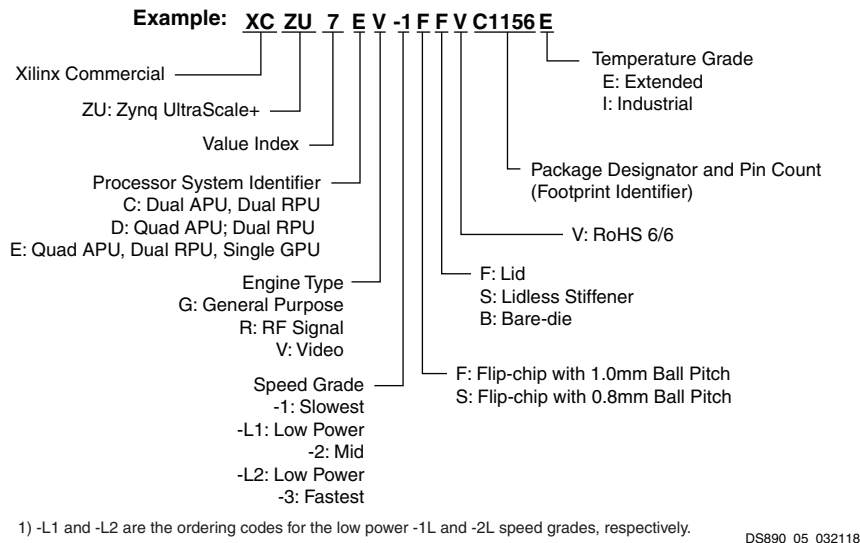 Example: XC ZU 7 E V -1 F F V C1156 E
Temperature Grade
E: Extended
I: Industrial
Xilinx Commercial
ZU: Zynq UltraScale+
Value Index
Package Designator and Pin Count
(Footprint Identifier)
Processor System Identifier
C: Dual APU, Dual RPU
D: Quad APU; Dual RPU
E: Quad APU, Dual RPU, Single GPU
V: RoHS 6/6
Engine Type
G: General Purpose
R: RF Signal
V: Video
F: Lid
S: Lidless Stiffener
B: Bare-die
Speed Grade
-1: Slowest
-L1: Low Power
-2: Mid
-L2: Low Power
-3: Fastest
F: Flip-chip with 1.0mm Ball Pitch
S: Flip-chip with 0.8mm Ball Pitch
1) -L1 and -L2 are the ordering codes for the low power -1L and -2L speed grades, respectively.
DS890_05_032118